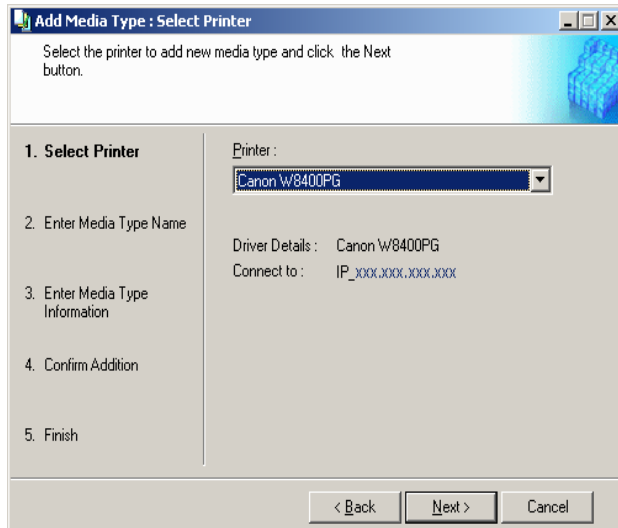 Add Media Type : Select Printer
Select the printer to add new media type and click the Next
button.
1. Select Printer
2. Enter Media Type Name
3. Enter Media Type
Information
4. Confirm Addition
5. Finish
Printer :
Canon W8400PG
Driver Details : Canon W8400PG
Connect to : IP_xxx.xxx.xxx.xxx
< Back
Next >
Cancel